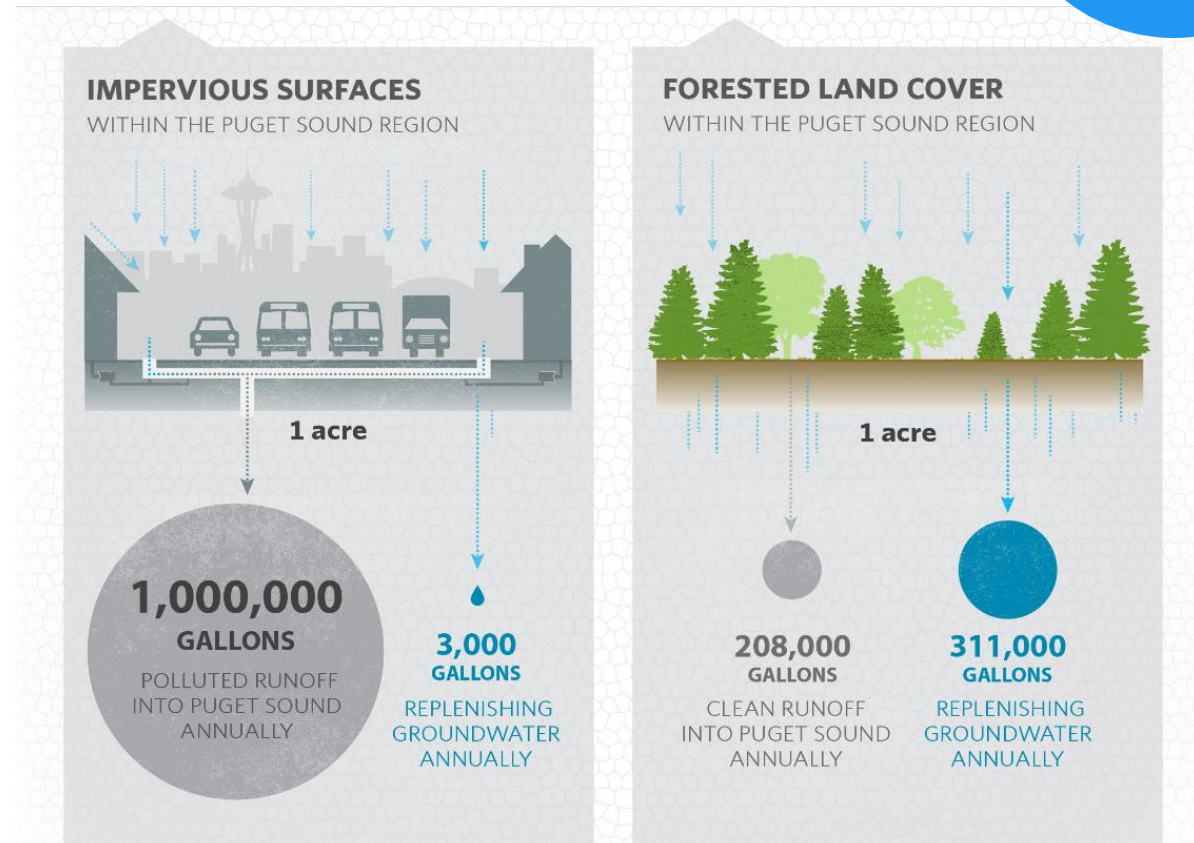 IMPERVIOUS SURFACES
WITHIN THE PUGET SOUND REGION
1 acre
1,000,000
GALLONS
POLLUTED RUNOFF
INTO PUGET SOUND
ANNUALLY
3,000
GALLONS
REPLENISHING
GROUNDWATER
ANNUALLY
FORESTED LAND COVER
WITHIN THE PUGET SOUND REGION
1 acre
208,000
GALLONS
CLEAN RUNOFF
INTO PUGET SOUND
ANNUALLY
311,000
GALLONS
REPLENISHING
GROUNDWATER
ANNUALLY